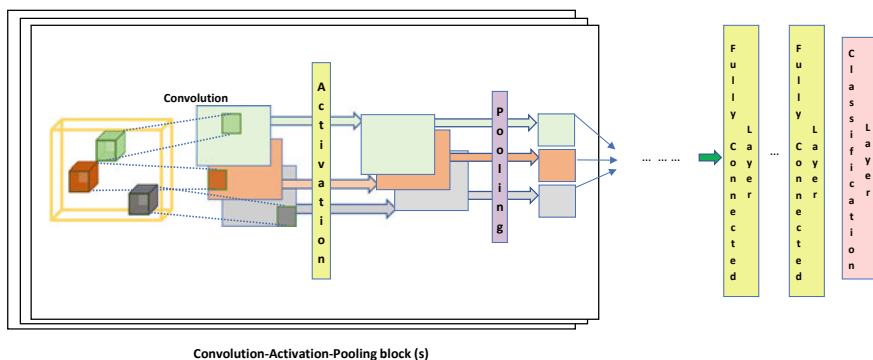 Convolution
Activation
Pooling
... ... ...
Fully Connected
Layer
...
Fully Connected
Layer
Classification
Layer
Convolution-Activation-Pooling block (s)